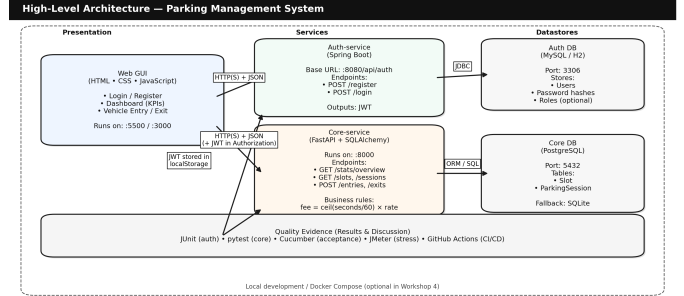 High-Level Architecture — Parking Management System
Presentation
Services
Datastores
Web GUI
(HTML • CSS • JavaScript)
• Login / Register
• Dashboard (KPIs)
• Vehicle Entry / Exit
Runs on: :5500 / :3000
HTTP(S) + JSON
HTTP(S) + JSON
(+ JWT in Authorization)
JWT stored in
localStorage
Auth-service
(Spring Boot)
Base URL: :8080/api/auth
Endpoints:
• POST /register
• POST /login
Outputs: JWT
Core-service
(FastAPI + SQLAlchemy)
Runs on: :8000
Endpoints:
• GET /stats/overview
• GET /slots, /sessions
• POST /entries, /exits
Business rules:
fee = ceil(seconds/60) × rate
JDBC
ORM / SQL
Auth DB
(MySQL / H2)
Port: 3306
Stores:
• Users
• Password hashes
• Roles (optional)
Core DB
(PostgreSQL)
Port: 5432
Tables:
• Slot
• ParkingSession
Fallback: SQLite
Quality Evidence (Results & Discussion)
JUnit (auth) • pytest (core) • Cucumber (acceptance) • JMeter (stress) • GitHub Actions (CI/CD)
Local development / Docker Compose (optional in Workshop 4)